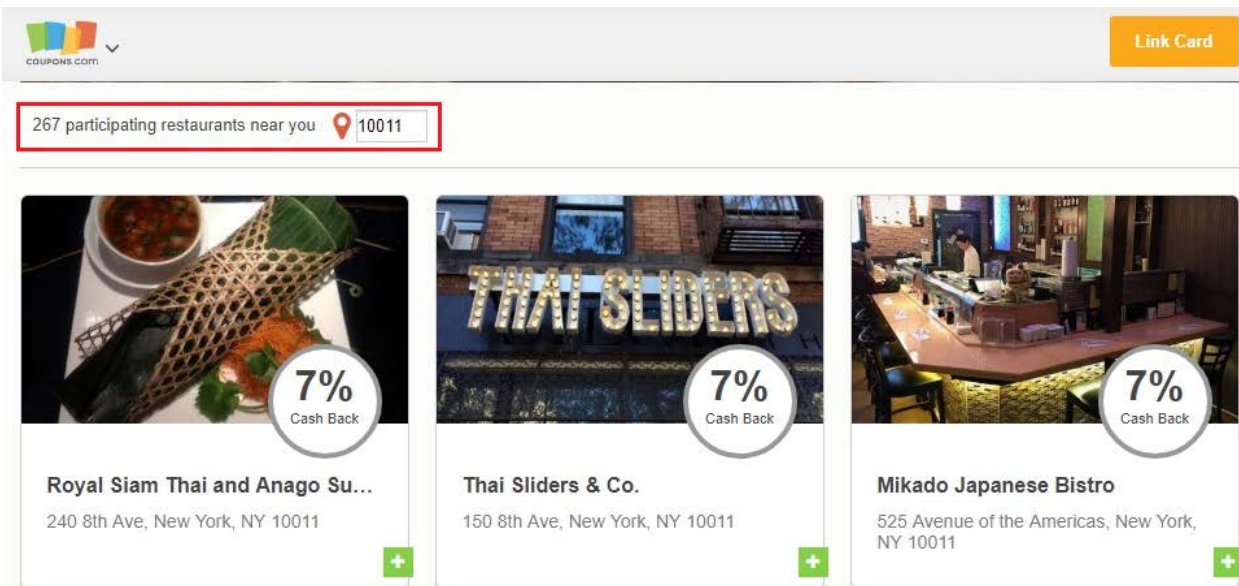 COUPONS.COM
Link Card
267 participating restaurants near you 10011
THAI SLIDERS
7%
Cash Back
7%
Cash Back
7%
Cash Back
Royal Siam Thai and Anago Su...
240 8th Ave, New York, NY 10011
Thai Sliders & Co.
150 8th Ave, New York, NY 10011
Mikado Japanese Bistro
525 Avenue of the Americas, New York,
NY 10011